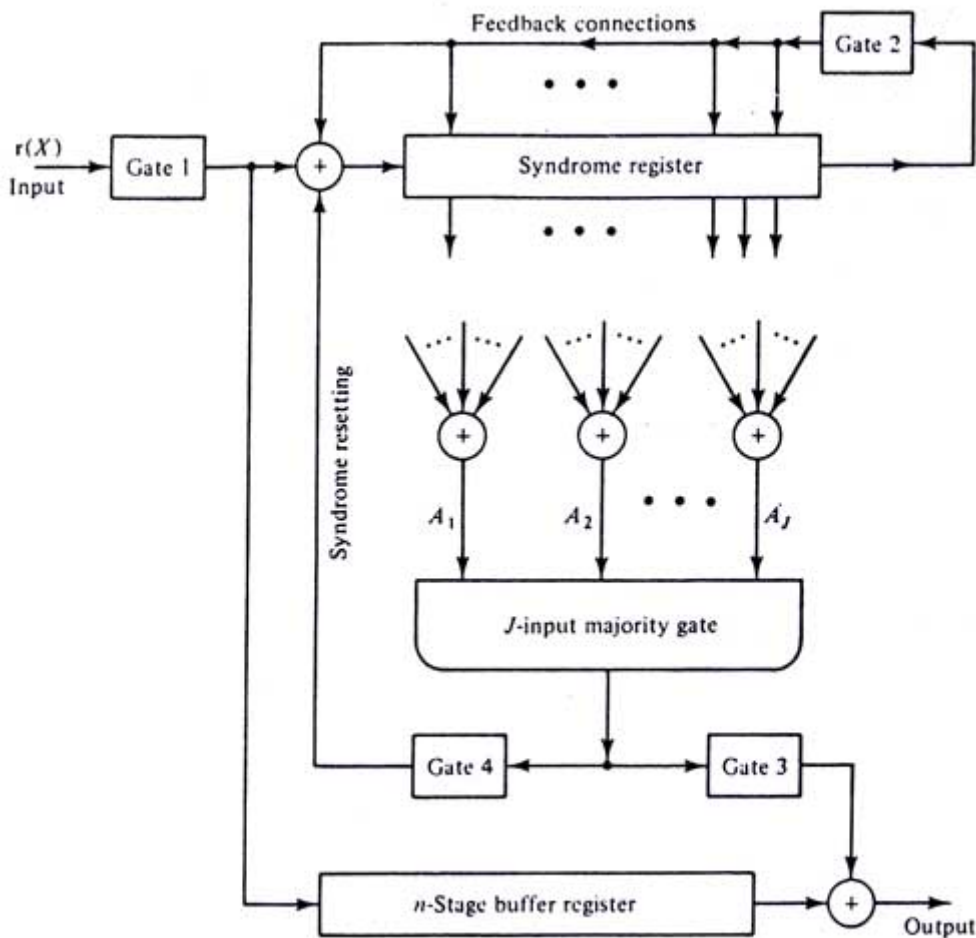 Feedback connections
Gate 2
r(X)
Input
Gate 1
+
Syndrome register
Syndrome resetting
+
+
+
A1
A2
AJ
J-input majority gate
Gate 4
Gate 3
n-Stage buffer register
+
Output